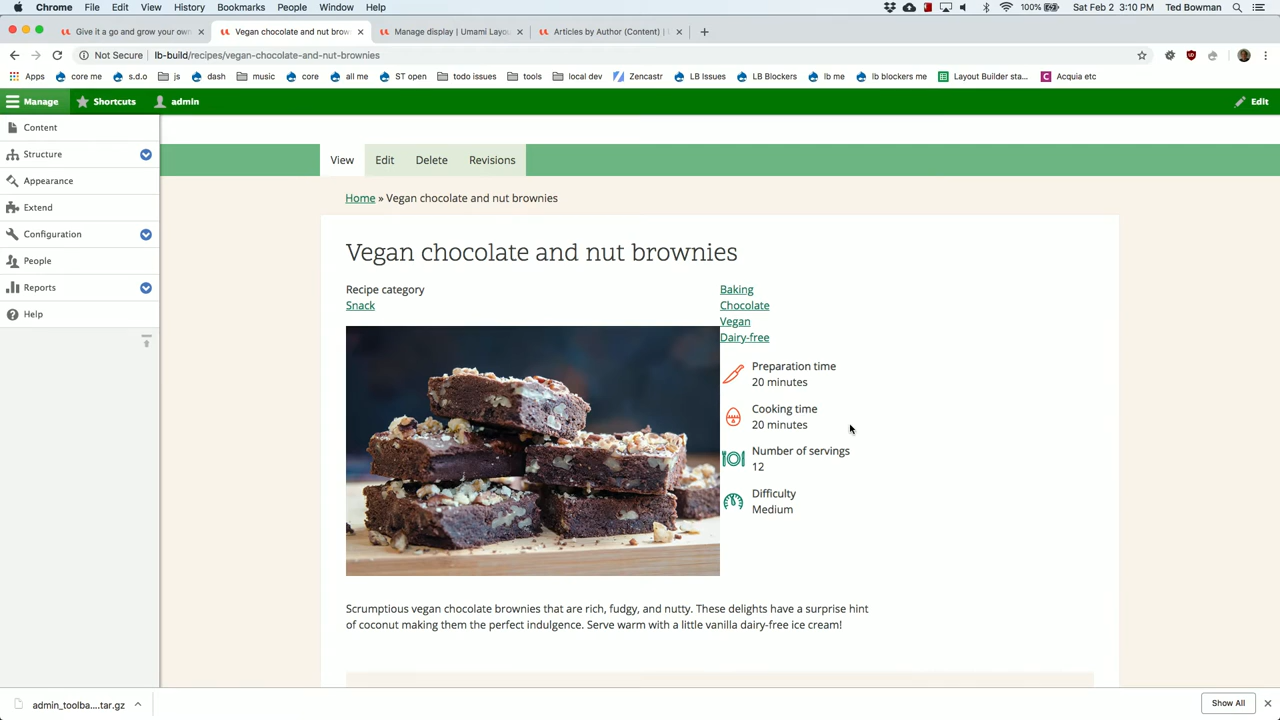 Chrome File Edit View History Bookmarks People Window Help 100% Sat Feb 2 3:10 PM Ted Bowman
Give it a go and grow your own Vegan chocolate and nut brow Manage display | Umami Layo Articles by Author (Content) |
Not Secure lb-build/recipes/vegan-chocolate-and-nut-brownies
Apps core me s.d.o js dash music core all me ST open todo issues tools local dev Zencastr LB Issues LB Blockers lb me lb blockers me Layout Builder sta... Acquia etc
Manage Shortcuts admin Edit
Content
Structure
Appearance
Extend
Configuration
People
Reports
Help
View Edit Delete Revisions
Home » Vegan chocolate and nut brownies
Vegan chocolate and nut brownies
Recipe category
Snack
Baking
Chocolate
Vegan
Dairy-free
Preparation time
20 minutes
Cooking time
20 minutes
Number of servings
12
Difficulty
Medium
Scrumptious vegan chocolate brownies that are rich, fudgy, and nutty. These delights have a surprise hint
of coconut making them the perfect indulgence. Serve warm with a little vanilla dairy-free ice cream!
admin_toolba....tar.gz Show All